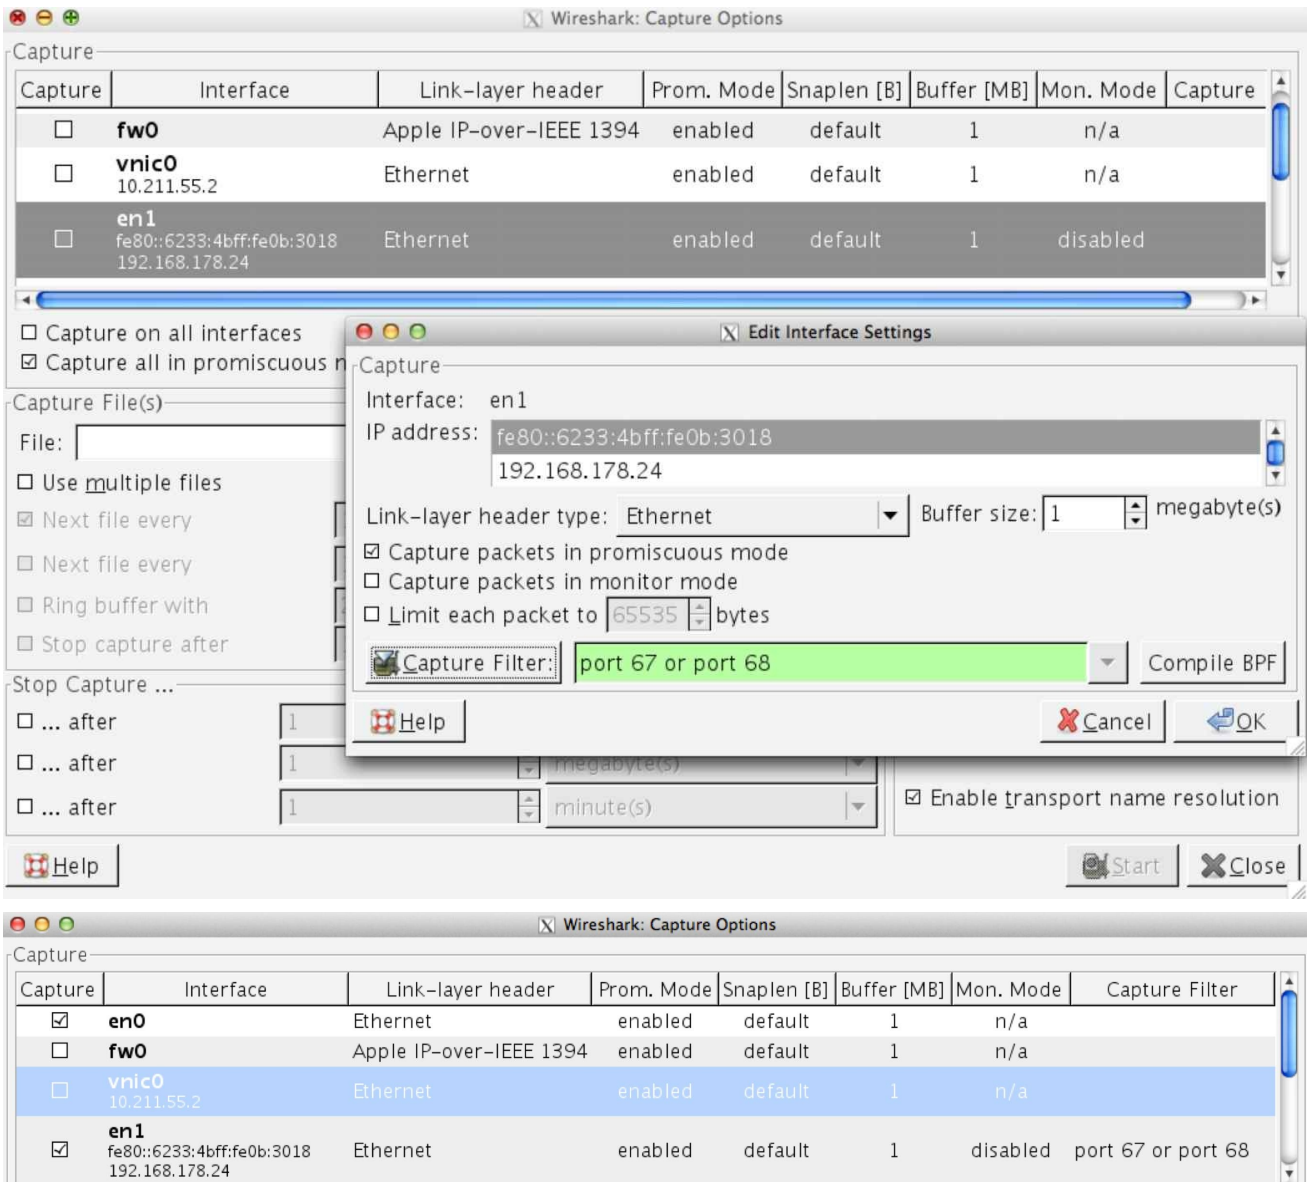 Wireshark: Capture Options
Capture
Capture Interface Link-layer header Prom. Mode Snaplen [B] Buffer [MB] Mon. Mode Capture
fw0 Apple IP-over-IEEE 1394 enabled default 1 n/a
vnic0
10.211.55.2 Ethernet enabled default 1 n/a
en1
fe80::6233:4bff:fe0b:3018 Ethernet enabled default 1 disabled
192.168.178.24
Capture on all interfaces
Capture all in promiscuous
Capture File(s)
File:
Use multiple files
Next file every
Next file every
Ring buffer with
Stop capture after
Stop Capture ...
... after 1
... after 1 megabyte(s)
... after 1 minute(s)
Enable transport name resolution
Help Start Close
Edit Interface Settings
Capture
Interface: en1
IP address: fe80::6233:4bff:fe0b:3018
192.168.178.24
Link-layer header type: Ethernet Buffer size: 1 megabyte(s)
Capture packets in promiscuous mode
Capture packets in monitor mode
Limit each packet to 65535 bytes
Capture Filter: port 67 or port 68 Compile BPF
Help Cancel OK
Wireshark: Capture Options
Capture
Capture Interface Link-layer header Prom. Mode Snaplen [B] Buffer [MB] Mon. Mode Capture Filter
en0 Ethernet enabled default 1 n/a
fw0 Apple IP-over-IEEE 1394 enabled default 1 n/a
vnic0
10.211.55.2 Ethernet enabled default 1 n/a
en1
fe80::6233:4bff:fe0b:3018 Ethernet enabled default 1 disabled port 67 or port 68
192.168.178.24